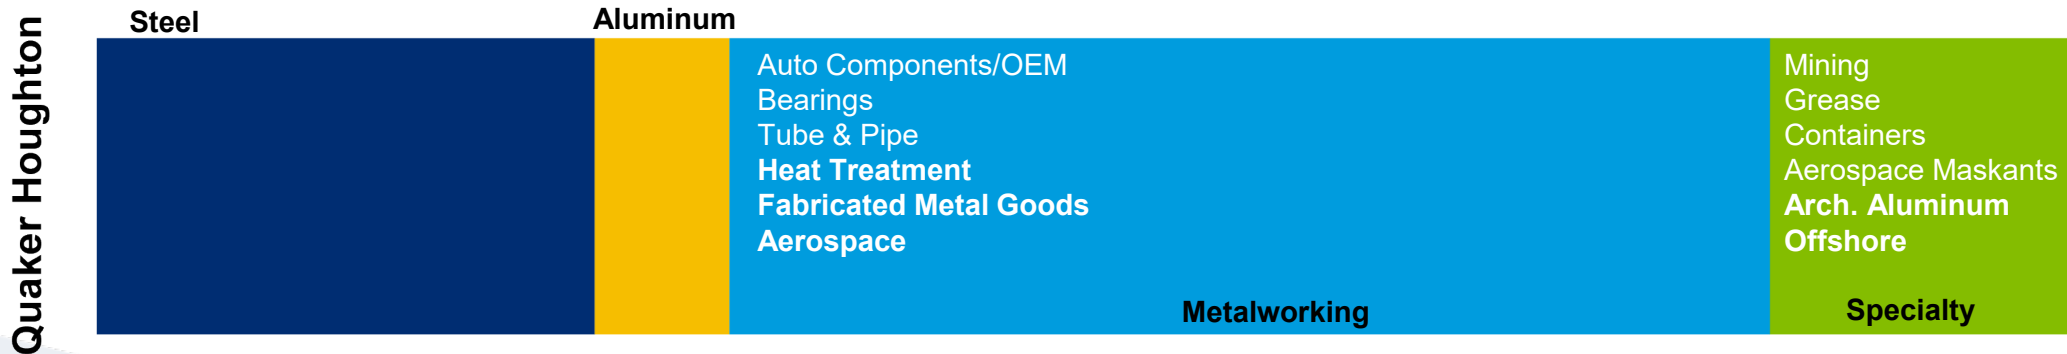 Quaker Houghton
Steel
Aluminum
Auto Components/OEM
Bearings
Tube & Pipe
Heat Treatment
Fabricated Metal Goods
Aerospace
Metalworking
Mining
Grease
Containers
Aerospace Maskants
Arch. Aluminum
Offshore
Specialty